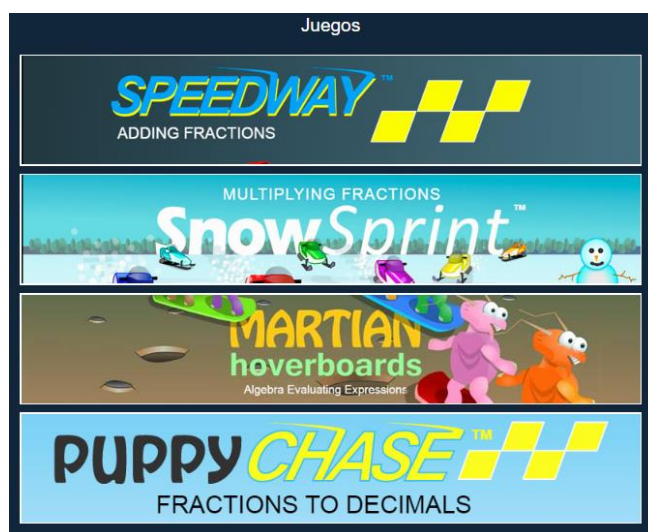 Juegos
SPEEDWAY™
ADDING FRACTIONS
MULTIPLYING FRACTIONS
SnowSprint™
MARTIAN
hoverboards
Algebra Evaluating Expressions
PUPPY CHASE™
FRACTIONS TO DECIMALS